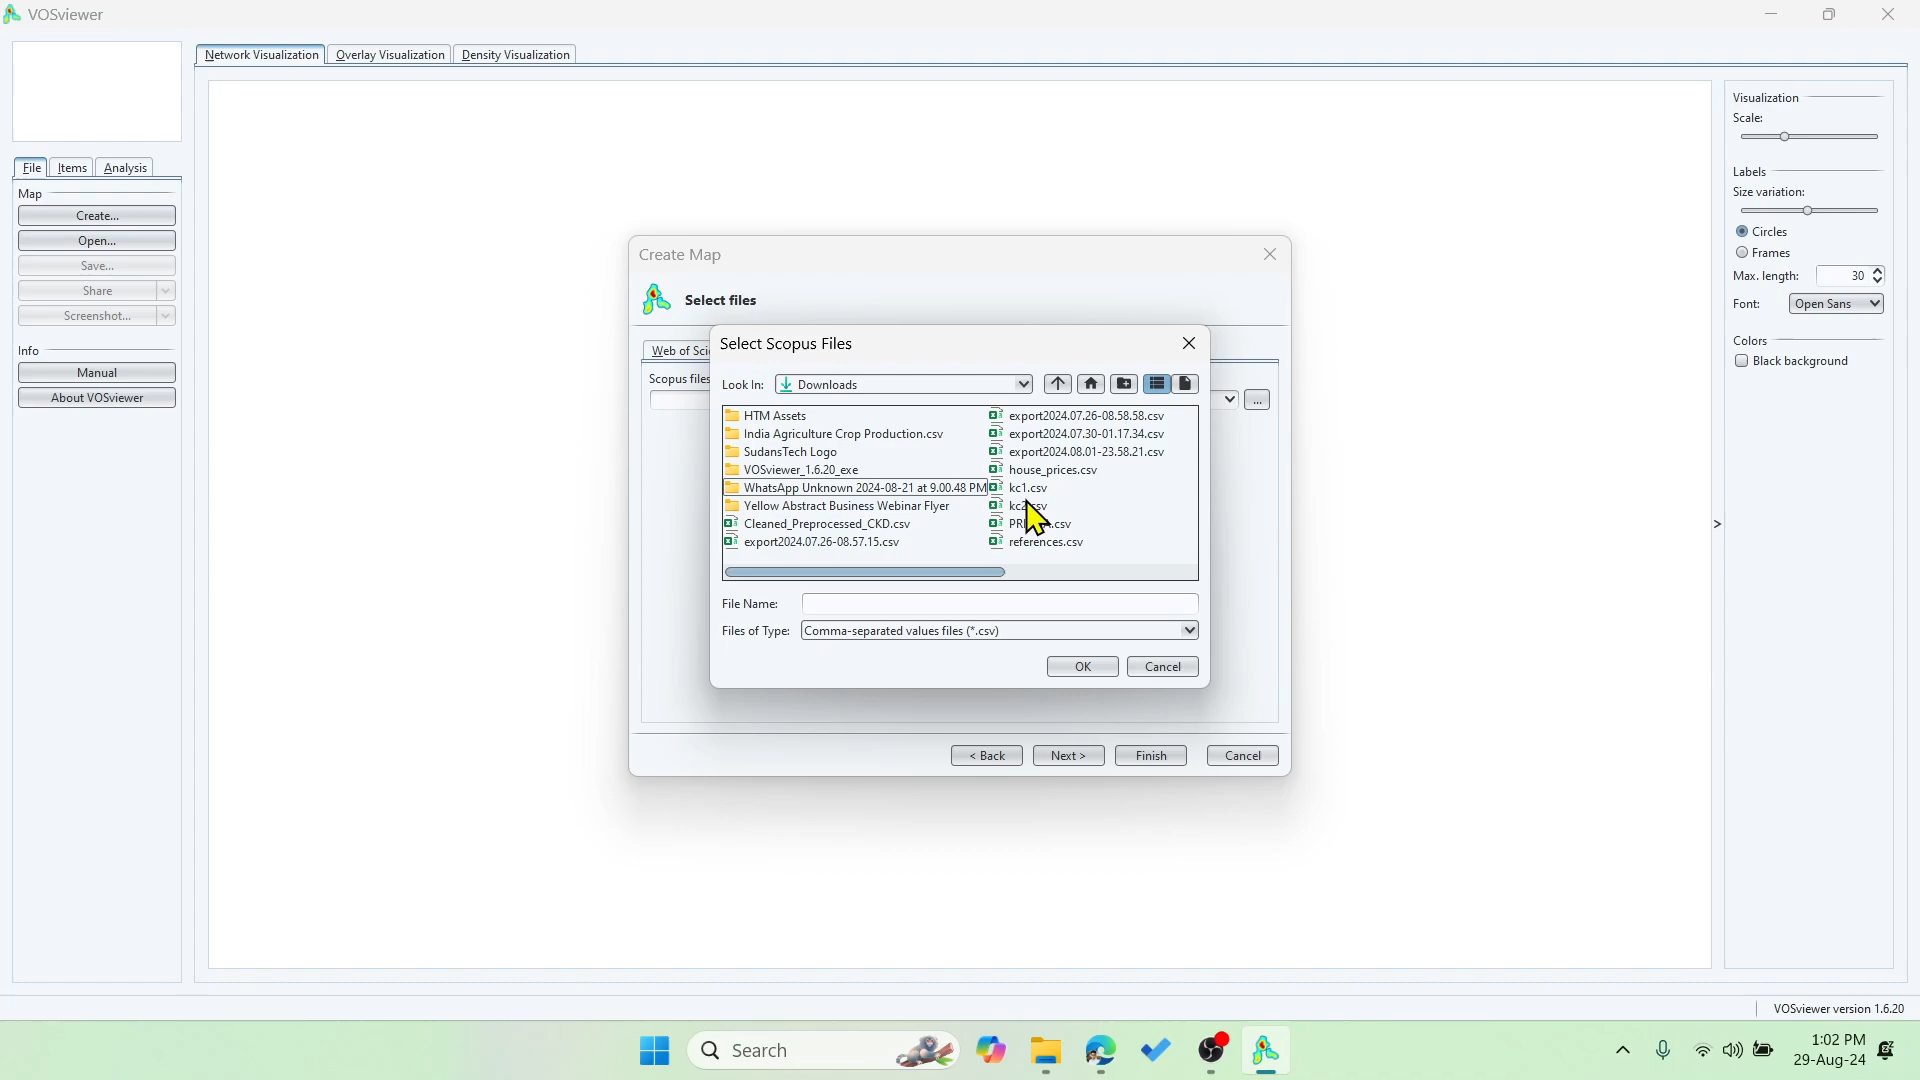 VOSviewer
Network Visualization
Overlay Visualization
Density Visualization
File
Items
Analysis
Map
Create...
Open...
Save...
Share
Screenshot...
Info
Manual
About VOSviewer
Create Map
Select files
Web of Sci
Scopus files
...
Select Scopus Files
Look In:
Downloads
HTM Assets
India Agriculture Crop Production.csv
SudansTech Logo
VOSviewer_1.6.20_exe
WhatsApp Unknown 2024-08-21 at 9.00.48 PM
Yellow Abstract Business Webinar Flyer
Cleaned_Preprocessed_CKD.csv
export2024.07.26-08.57.15.csv
export2024.07.26-08.58.58.csv
export2024.07.30-01.17.34.csv
export2024.08.01-23.58.21.csv
house_prices.csv
kc1.csv
kc2.csv
.csv
references.csv
File Name:
Files of Type:
Comma-separated values files (*.csv)
OK
Cancel
< Back
Next >
Finish
Cancel
Visualization
Scale:
Labels
Size variation:
Circles
Frames
Max. length: 30
Font: Open Sans
Colors
Black background
>
VOSviewer version 1.6.20
Search
1:02 PM
29-Aug-24